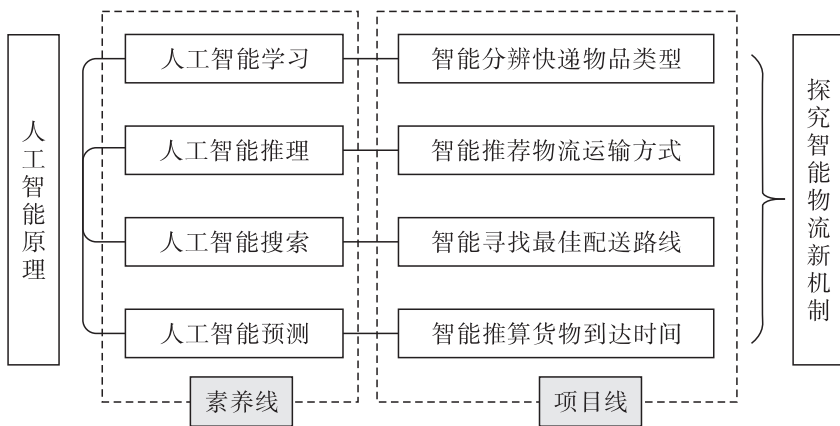 人工智能原理
人工智能学习
智能分辨快递物品类型
人工智能推理
智能推荐物流运输方式
人工智能搜索
智能寻找最佳配送路线
人工智能预测
智能推算货物到达时间
探究智能物流新机制
素养线
项目线